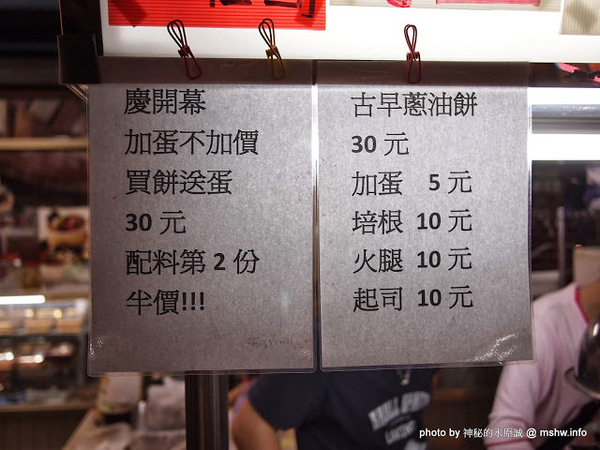 慶開幕
加蛋不加價
買餅送蛋
30 元
配料第 2 份
半價!!!
古早蔥油餅
30 元
加蛋 5 元
培根 10 元
火腿 10 元
起司 10 元
photo by 神秘的水原誠 @ mshw.info